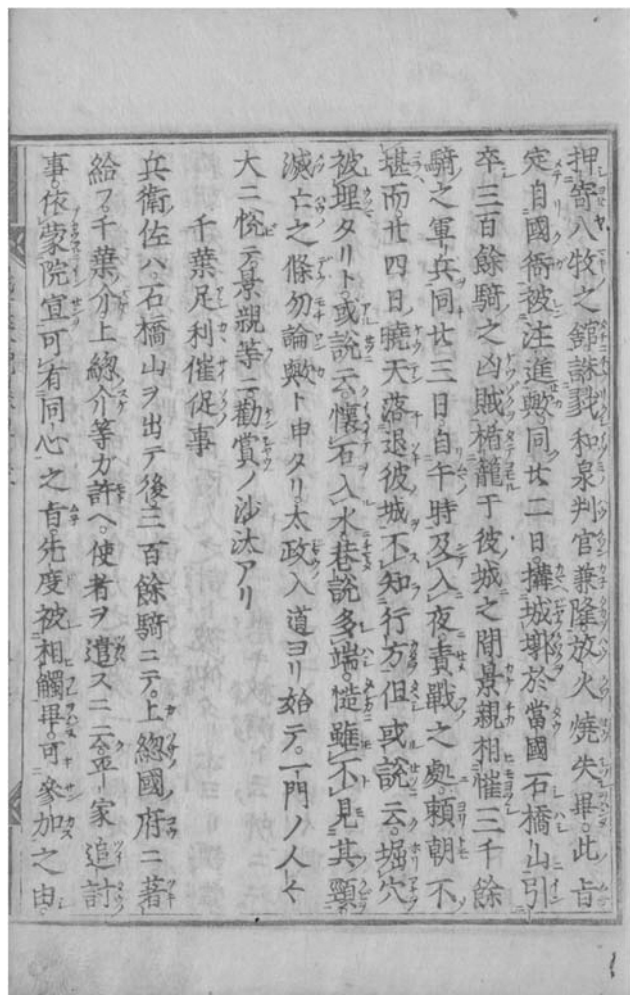 押寄八牧之舘誅戮和泉判官兼隆放火燒失畢。此旨
定自國衙被注進歟。同廿二日搆城墎於當國石橋山引
卒三百餘騎之凶賊楯籠于彼城之間景親相催三千餘
騎之軍兵同廿三日。自午時及入夜。責戰之處。賴朝不
堪而。廿四日。曉天落退彼城不知行方但或說云。堀穴
被埋タリト。或說云。懷石入水。巷說多端。慥雖不見其頸
滅亡之條勿論歟ト申タリ。太政入道ヨリ始テ。一門ノ人々
大ニ悅テ景親等ニ勸賞ノ沙汰アリ
千葉足利催促事
兵衞佐ハ。石橋山ヲ出テ後三百餘騎ニテ。上總國府ニ著
給フ。千葉介上總介等ガ許ヘ。使者ヲ遣スニ云。平家追討
事。依蒙院宣可有同心之旨。先度被相觸畢。可參加之由